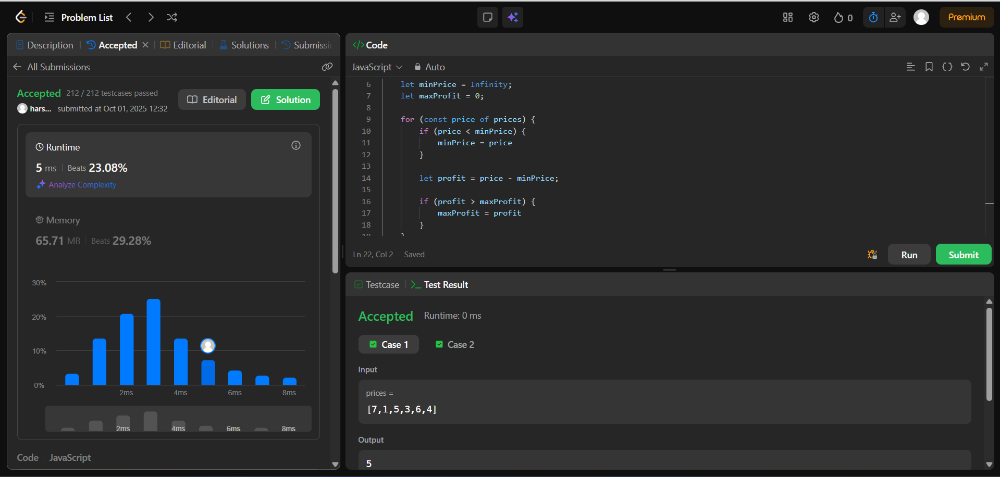 Problem List
0
Premium
Description
Accepted
Editorial
Solutions
All Submissions
Accepted 212 / 212 testcases passed
hars... submitted at Oct 01, 2025 12:32
Editorial
Solution
Runtime
5 ms Beats 23.08%
Analyze Complexity
Memory
65.71 MB Beats 29.28%
30%
20%
10%
0%
2ms 4ms 6ms 8ms
2ms 4ms 6ms 8ms
Code JavaScript
</> Code
JavaScript Auto
6 let minPrice = Infinity;
7 let maxProfit = 0;
8
9 for (const price of prices) {
10 if (price < minPrice) {
11 minPrice = price
12 }
13
14 let profit = price - minPrice;
15
16 if (profit > maxProfit) {
17 maxProfit = profit
18 }
Ln 22, Col 2 Saved
Run
Submit
Testcase
Test Result
Accepted Runtime: 0 ms
Case 1 Case 2
Input
prices =
[7,1,5,3,6,4]
Output
5